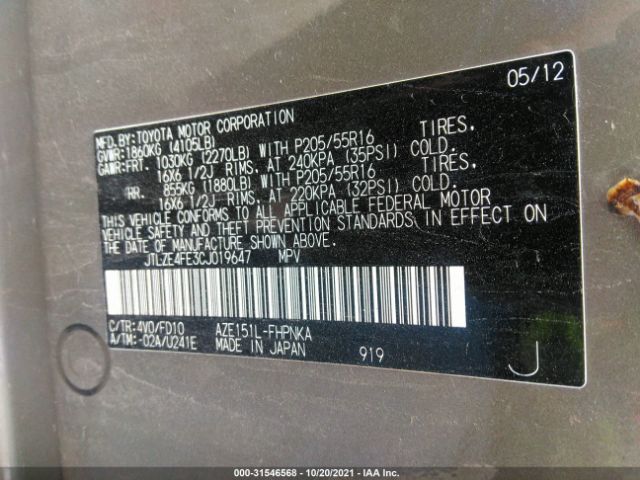 05/12
MFD.BY:TOYOTA MOTOR CORPORATION
GVWR:1860KG (4105LB)
GAWR:FRT. 1030KG (2270LB) WITH P205/55R16 TIRES.
16X6 1/2J RIMS. AT 240KPA (35PSI) COLD.
RR 855KG (1880LB) WITH P205/55R16 TIRES.
16X6 1/2J RIMS. AT 220KPA (32PSI) COLD.
THIS VEHICLE CONFORMS TO ALL APPLICABLE FEDERAL MOTOR
VEHICLE SAFETY AND THEFT PREVENTION STANDARDS IN EFFECT ON
THE DATE OF MANUFACTURE SHOWN ABOVE.
JTLZE4FE3CJ019647 MPV
C/TR:4V0/FD10 AZE151L-FHPNKA
A/TM:-02A/U241E MADE IN JAPAN 919 J
000-31546568 - 10/20/2021 - IAA Inc.